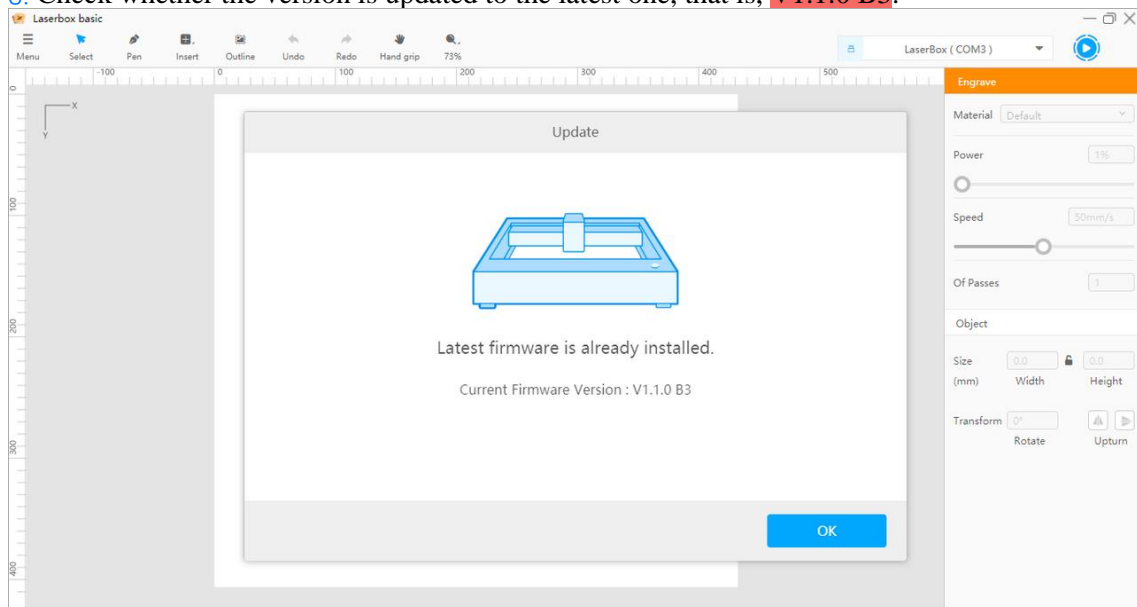 8. Check whether the version is updated to the latest one, that is, V1.1.0 B3.
Laserbox basic
Menu Select Pen Insert Outline Undo Redo Hand grip 73%
LaserBox ( COM3 )
-100 0 100 200 300 400 500
0
X
Y
100
200
300
400
Update
Latest firmware is already installed.
Current Firmware Version : V1.1.0 B3
OK
Engrave
Material Default
Power 1%
Speed 50mm/s
Of Passes 1
Object
Size 0.0 0.0
(mm) Width Height
Transform 0°
Rotate Upturn